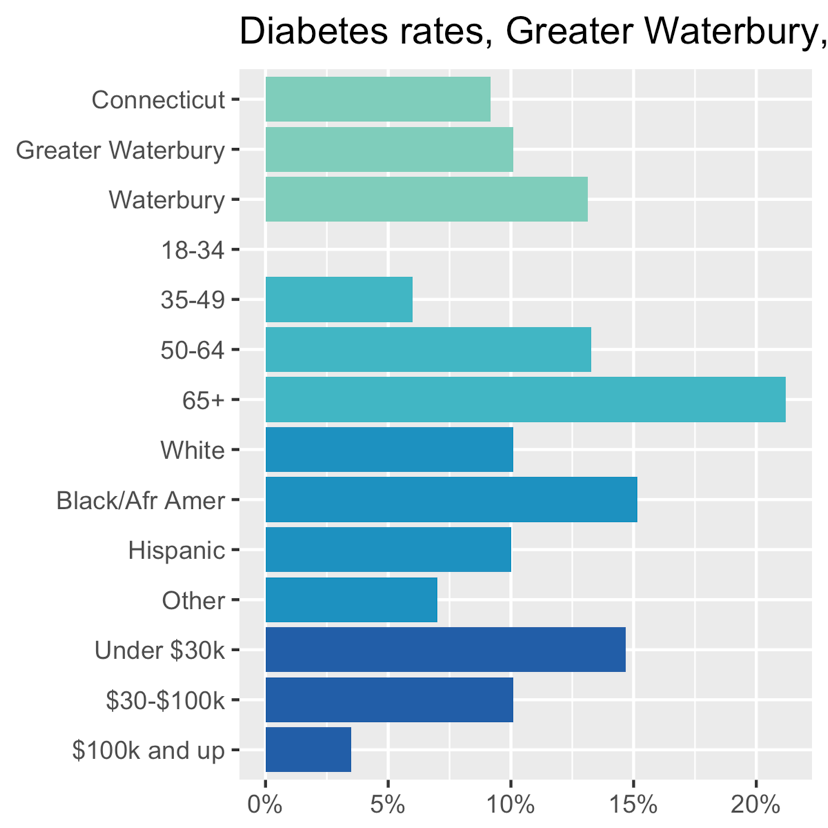 Diabetes rates, Greater Waterbury,
Connecticut
Greater Waterbury
Waterbury
18-34
35-49
50-64
65+
White
Black/Afr Amer
Hispanic
Other
Under $30k
$30-$100k
$100k and up
0% 5% 10% 15% 20%